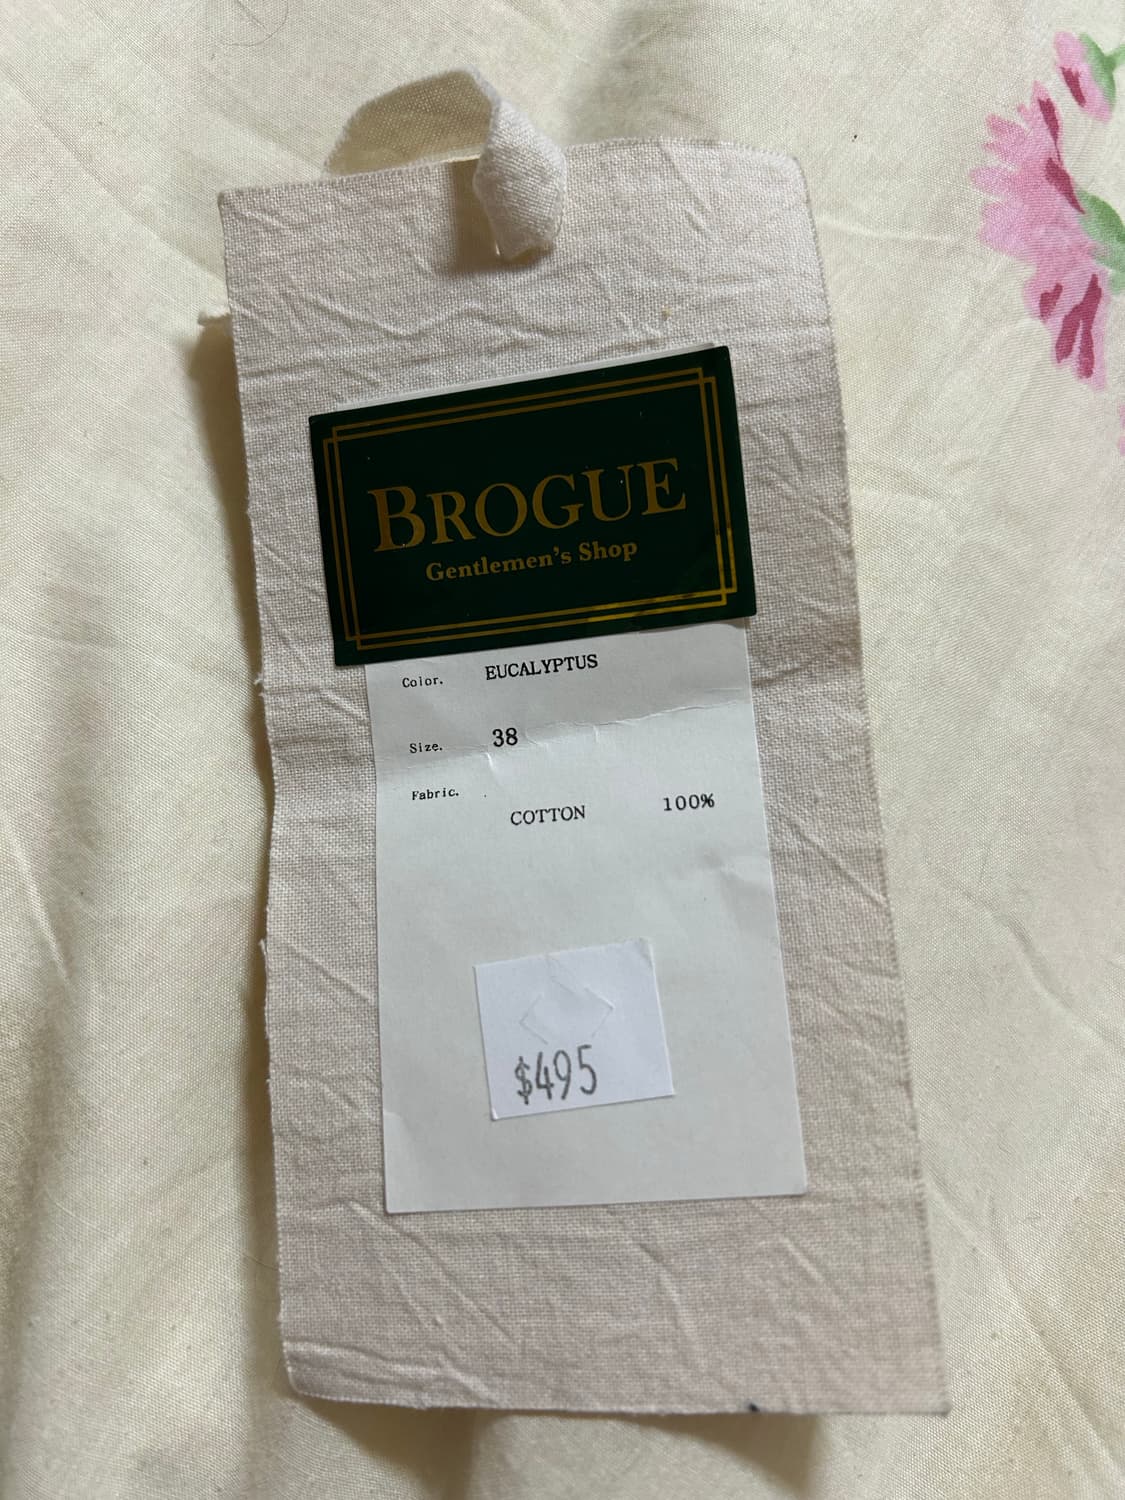 BROGUE
Gentlemen's Shop
Color. EUCALYPTUS
Size. 38
Fabric.
COTTON 100%
$495